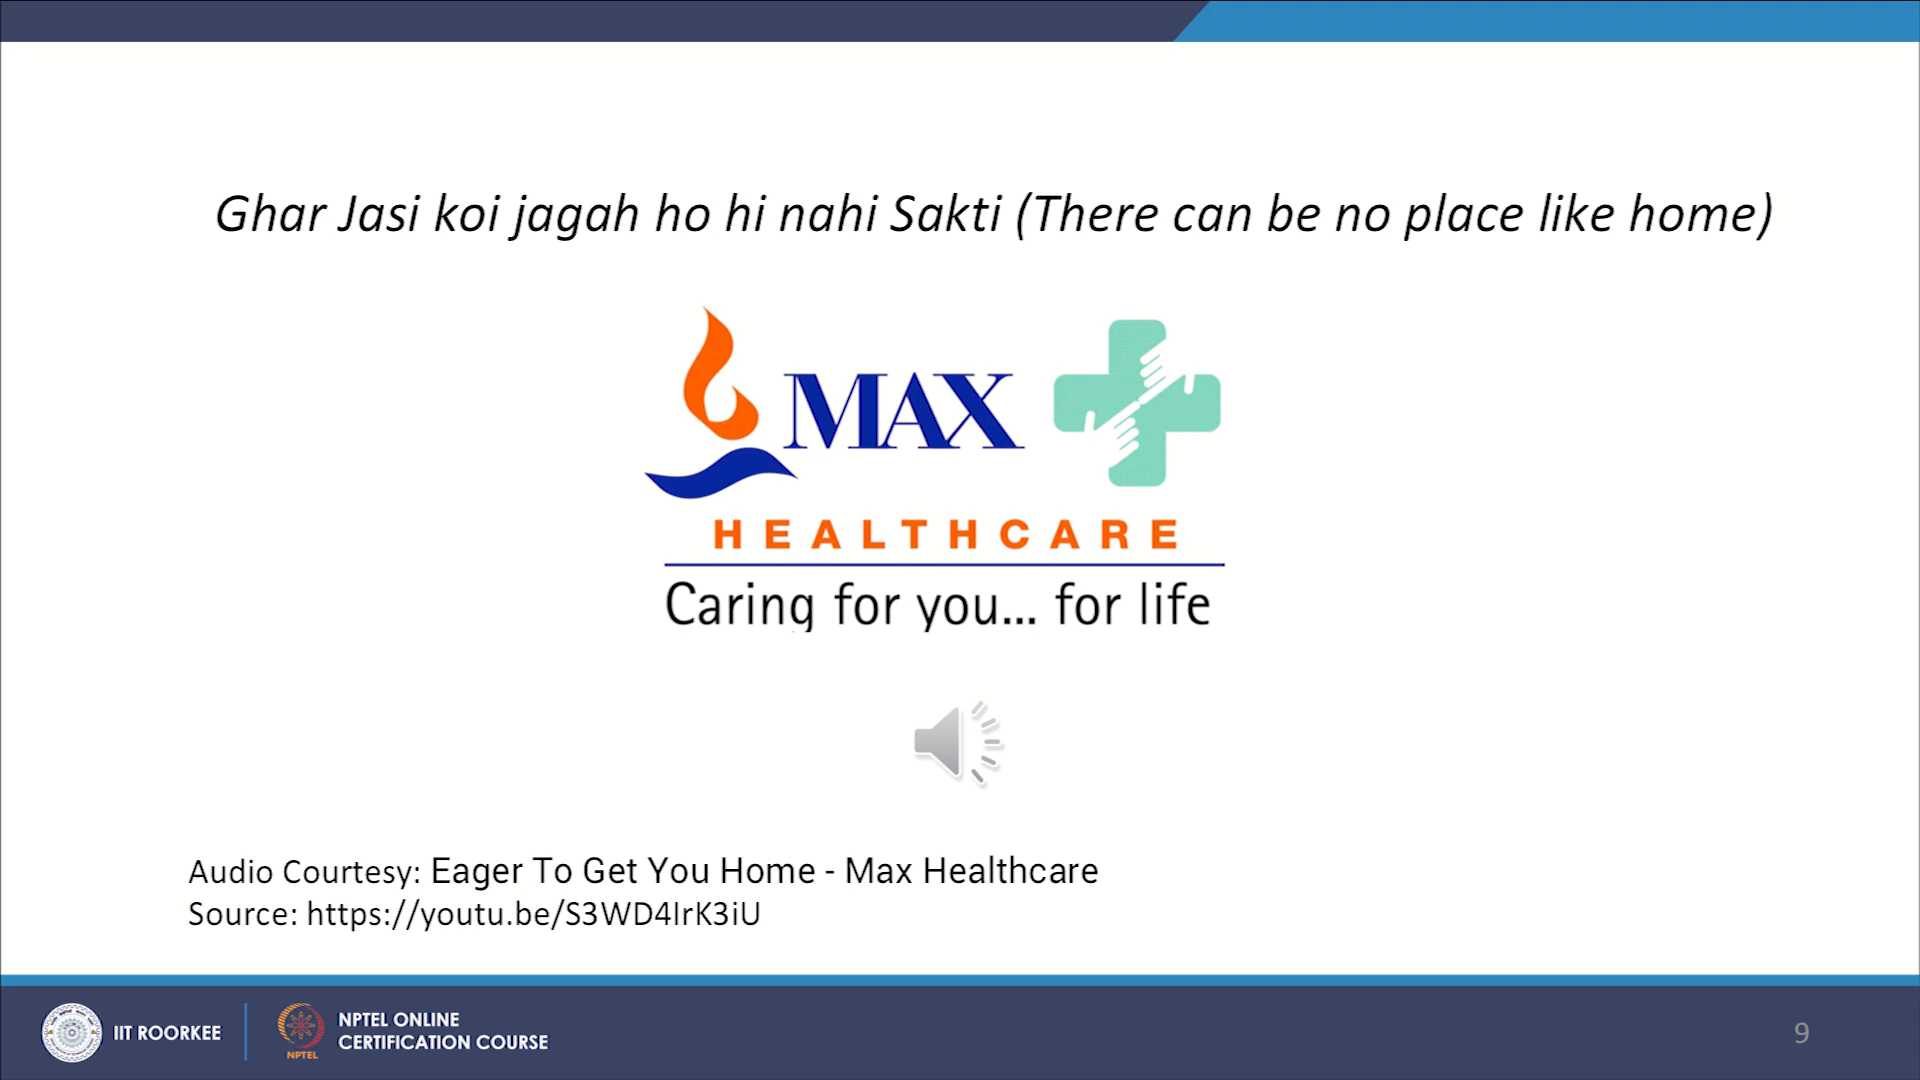 Ghar Jasi koi jagah ho hi nahi Sakti (There can be no place like home)
MAX
HEALTHCARE
Caring for you... for life
Audio Courtesy: Eager To Get You Home - Max Healthcare
Source: https://youtu.be/S3WD4IrK3iU
IIT ROORKEE
NPTEL
NPTEL ONLINE
CERTIFICATION COURSE
9